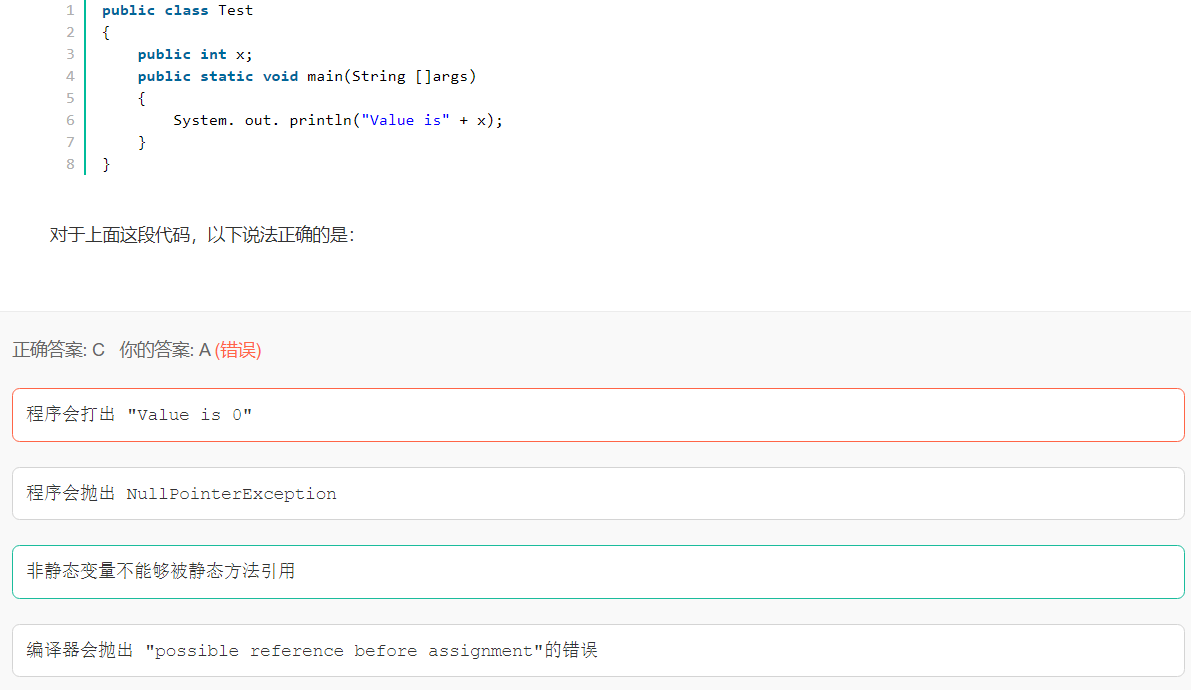 1 public class Test
2 {
3 public int x;
4 public static void main(String []args)
5 {
6 System. out. println("Value is" + x);
7 }
8 }
对于上面这段代码，以下说法正确的是：
正确答案: C 你的答案: A (错误)
程序会打出 "Value is 0"
程序会抛出 NullPointerException
非静态变量不能够被静态方法引用
编译器会抛出 "possible reference before assignment"的错误